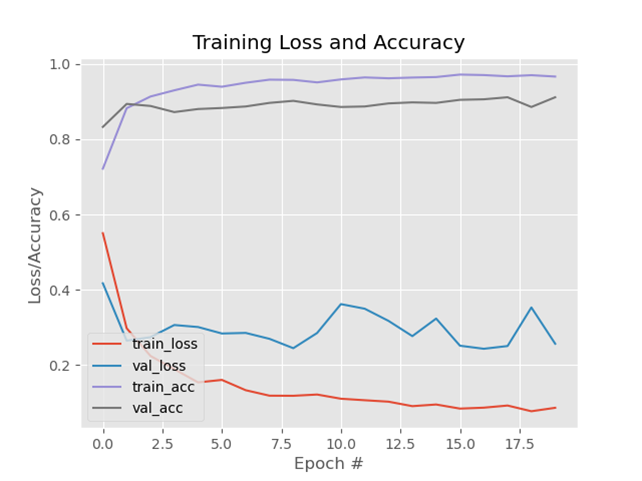 Training Loss and Accuracy
Loss/Accuracy
1.0
0.8
0.6
0.4
0.2
train_loss
val_loss
train_acc
val_acc
0.0 2.5 5.0 7.5 10.0 12.5 15.0 17.5
Epoch #